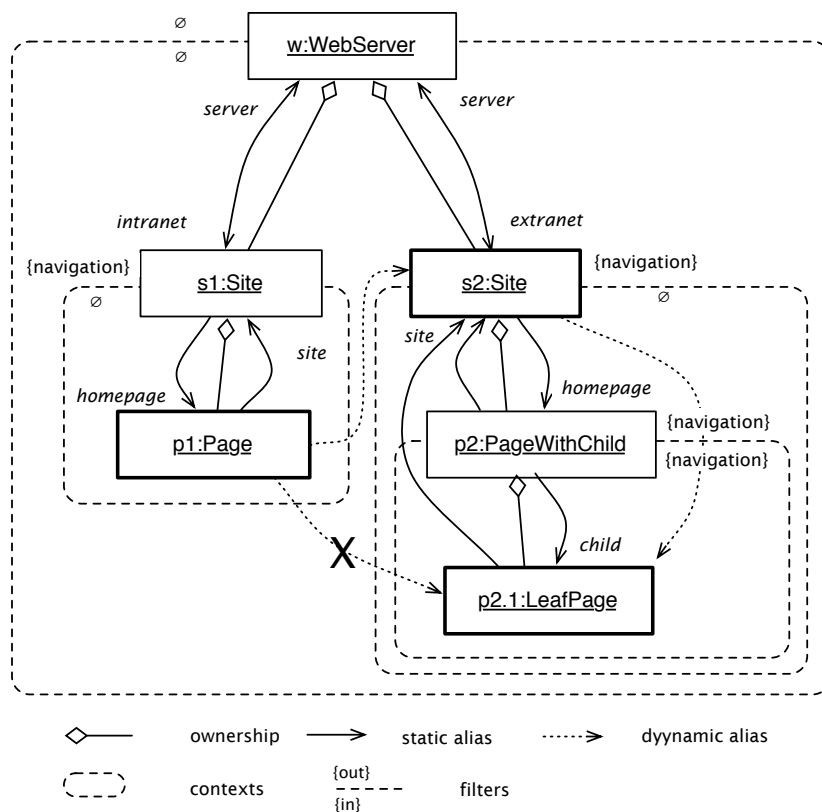 ∅
w:WebServer
∅
server
server
intranet
extranet
{navigation}
s1:Site
s2:Site
{navigation}
∅
∅
site
site
homepage
homepage
p1:Page
p2:PageWithChild
{navigation}
{navigation}
X
child
p2.1:LeafPage
ownership
static alias
dyynamic alias
contexts
{out}
{in}
filters